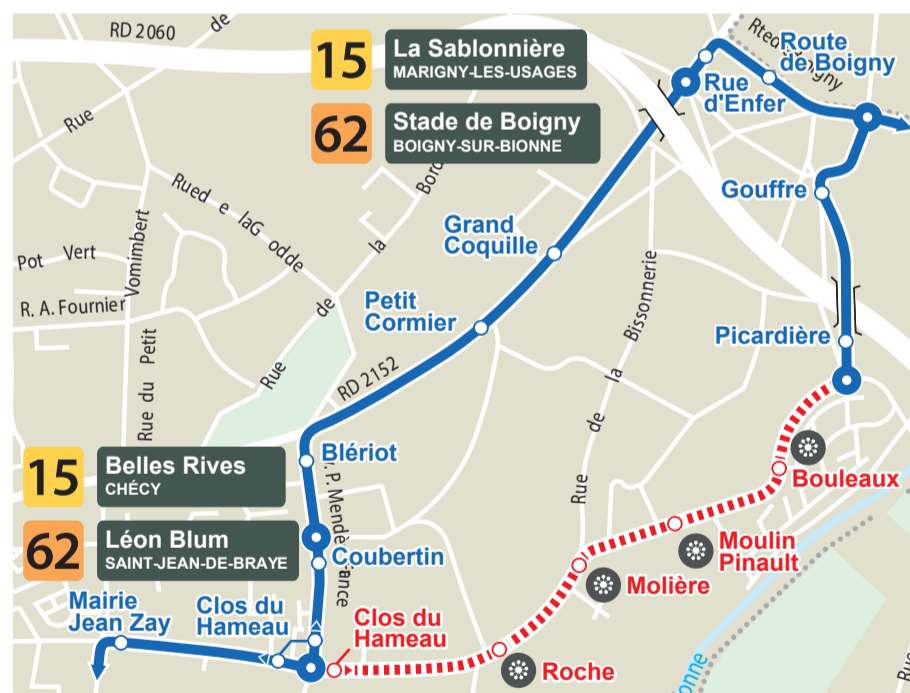 RD 2060
de
Rue
15
La Sablonnière
MARIGNY-LES-USAGES
62
Stade de Boigny
BOIGNY-SUR-BIONNE
Route
de Boigny
Rue
d'Enfer
Gouffre
Rued e laG odde
la
Grand
Coquille
Pot Vert
Vomimbert
R. A. Fournier
Rue du Petit
Petit
Cormier
Rue de
RD 2152
Rue de la Bissonnerie
Picardière
15
Belles Rives
CHÉCY
Blériot
62
Léon Blum
SAINT-JEAN-DE-BRAYE
Coubertin
Bouleaux
Moulin
Pinault
Molière
Mairie
Jean Zay
Clos du
Hameau
Clos du
Hameau
Roche
Rue